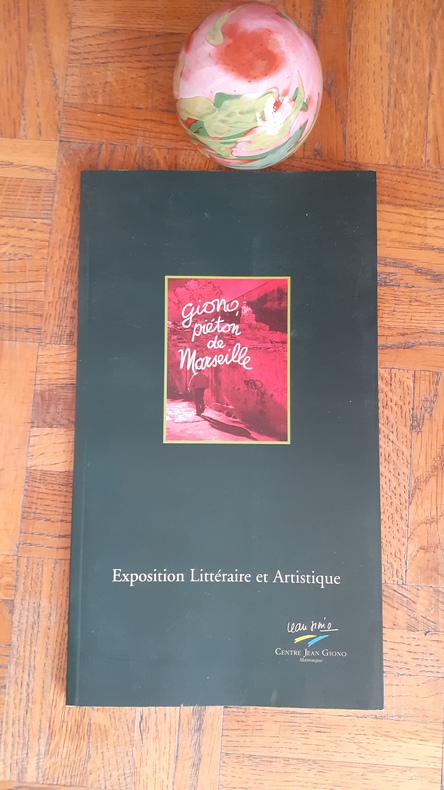 Giono,
piéton
de
Marseille
Exposition Littéraire et Artistique
Jean Giono
CENTRE JEAN GIONO
Manosque